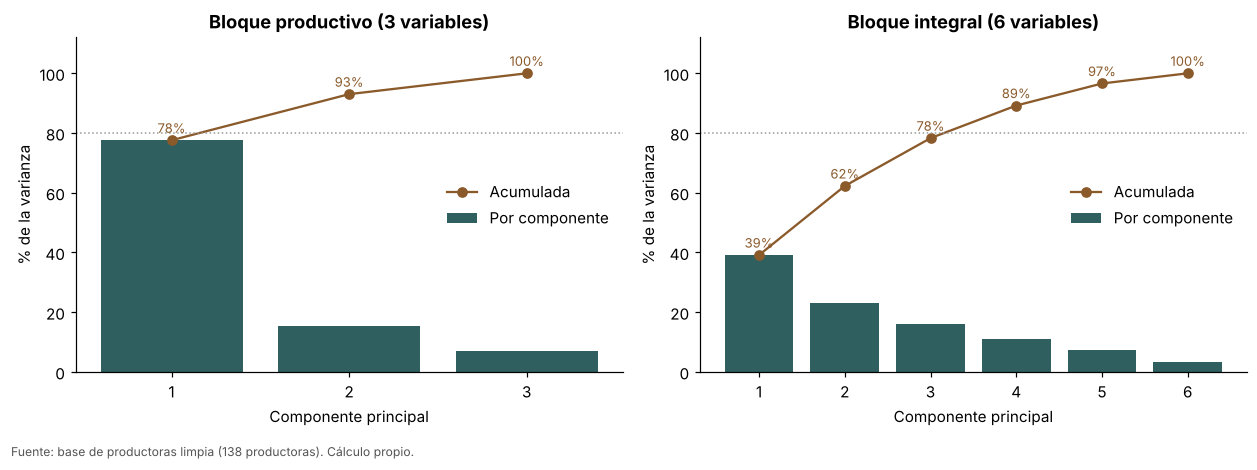 Bloque productivo (3 variables)
% de la varianza
100
80
60
40
20
0
78%
93%
100%
Acumulada
Por componente
1
2
3
Componente principal
Bloque integral (6 variables)
% de la varianza
100
80
60
40
20
0
39%
62%
78%
89%
97%
100%
Acumulada
Por componente
1
2
3
4
5
6
Componente principal
Fuente: base de productoras limpia (138 productoras). Cálculo propio.